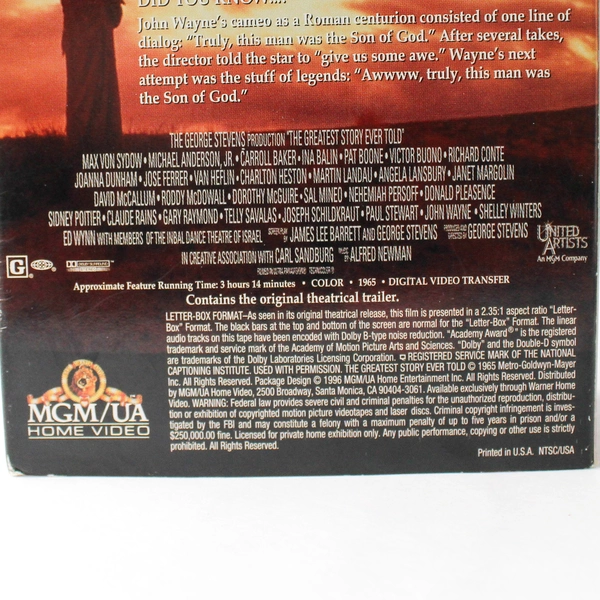 DID YOU KNOW....
John Wayne's cameo as a Roman centurion consisted of one line of
dialog: "Truly, this man was the Son of God." After several takes,
the director told the star to "give us some awe." Wayne's next
attempt was the stuff of legends: "Awwww, truly, this man was
the Son of God."
THE GEORGE STEVENS PRODUCTION "THE GREATEST STORY EVER TOLD"
MAX VON SYDOW • MICHAEL ANDERSON, JR. • CARROLL BAKER • INA BALIN • PAT BOONE • VICTOR BUONO • RICHARD CONTE
JOANNA DUNHAM • JOSE FERRER • VAN HEFLIN • CHARLTON HESTON • MARTIN LANDAU • ANGELA LANSBURY • JANET MARGOLIN
DAVID McCALLUM • RODDY McDOWALL • DOROTHY McGUIRE • SAL MINEO • NEHEMIAH PERSOFF • DONALD PLEASENCE
SIDNEY POITIER • CLAUDE RAINS • GARY RAYMOND • TELLY SAVALAS • JOSEPH SCHILDKRAUT • PAUL STEWART • JOHN WAYNE • SHELLEY WINTERS
ED WYNN WITH MEMBERS OF THE INBAL DANCE THEATRE OF ISRAEL SCREEN PLAY BY JAMES LEE BARRETT AND GEORGE STEVENS PRODUCED AND DIRECTED BY GEORGE STEVENS
UNITED ARTISTS
An MGM Company
IN CREATIVE ASSOCIATION WITH CARL SANDBURG MUSIC BY ALFRED NEWMAN
FILMED IN ULTRA PANAVISION® TECHNICOLOR®
G
Approximate Feature Running Time: 3 hours 14 minutes • COLOR • 1965 • DIGITAL VIDEO TRANSFER
Contains the original theatrical trailer.
LETTER-BOX FORMAT–As seen in its original theatrical release, this film is presented in a 2.35:1 aspect ratio "Letter-
Box" Format. The black bars at the top and bottom of the screen are normal for the "Letter-Box" Format. The linear
audio tracks on this tape have been encoded with Dolby B-type noise reduction. "Academy Award®" is the registered
trademark and service mark of the Academy of Motion Picture Arts and Sciences. "Dolby" and the Double-D symbol
are trademarks of the Dolby Laboratories Licensing Corporation. REGISTERED SERVICE MARK OF THE NATIONAL
CAPTIONING INSTITUTE. USED WITH PERMISSION. THE GREATEST STORY EVER TOLD © 1965 Metro-Goldwyn-Mayer
Inc. All Rights Reserved. Package Design © 1996 MGM/UA Home Entertainment Inc. All Rights Reserved. Distributed
by MGM/UA Home Video, 2500 Broadway, Santa Monica, CA 90404-3061. Available exclusively through Warner Home
Video. WARNING: Federal law provides severe civil and criminal penalties for the unauthorized reproduction, distribu-
tion or exhibition of copyrighted motion picture videotapes and laser discs. Criminal copyright infringement is inves-
tigated by the FBI and may constitute a felony with a maximum penalty of up to five years in prison and/or a
$250,000.00 fine. Licensed for private home exhibition only. Any public performance, copying or other use is strictly
prohibited. All Rights Reserved.
MGM/UA
HOME VIDEO
Printed in U.S.A. NTSC/USA